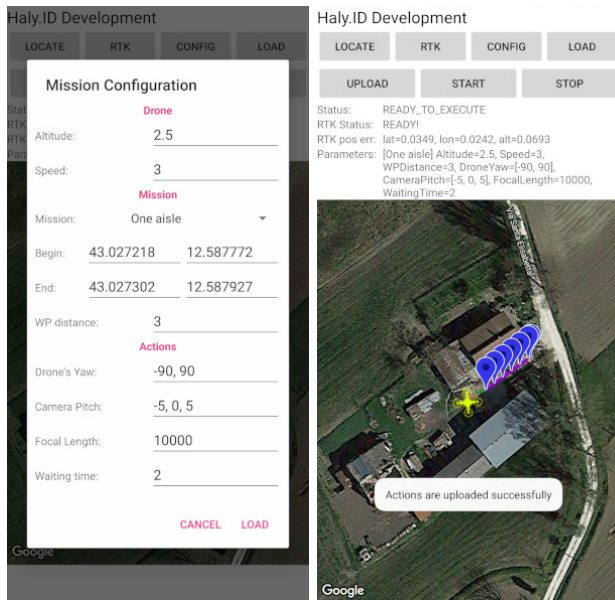 Haly.ID Development
LOCATE RTK CONFIG LOAD
Mission Configuration
Drone
Altitude: 2.5
Speed: 3
Mission
Mission: One aisle
Begin: 43.027218 12.587772
End: 43.027302 12.587927
WP distance: 3
Actions
Drone's Yaw: -90, 90
Camera Pitch: -5, 0, 5
Focal Length: 10000
Waiting time: 2
CANCEL LOAD
Google
Haly.ID Development
LOCATE RTK CONFIG LOAD
UPLOAD START STOP
Status: READY_TO_EXECUTE
RTK Status: READY!
RTK pos err: lat=0.0349, lon=0.0242, alt=0.0693
Parameters: [One aisle] Altitude=2.5, Speed=3,
WPDistance=3, DroneYaw=[-90, 90],
CameraPitch=[-5, 0, 5], FocalLength=10000,
WaitingTime=2
Via Santa Elisabetta
Actions are uploaded successfully
Google